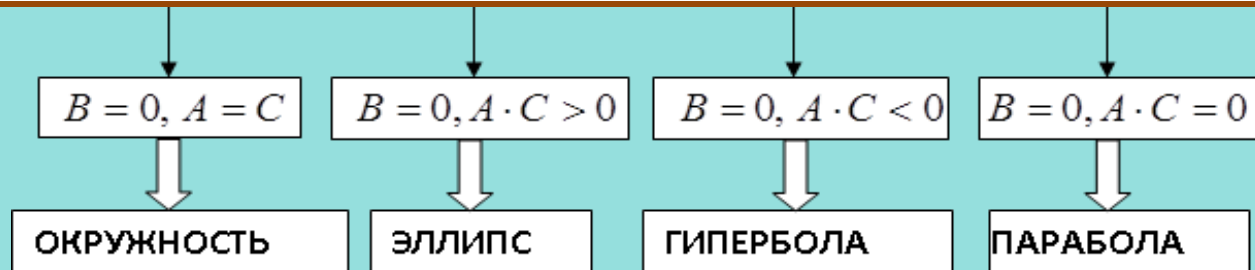 B = 0, A = C
B = 0, A · C > 0
B = 0, A · C < 0
B = 0, A · C = 0
ОКРУЖНОСТЬ
ЭЛЛИПС
ГИПЕРБОЛА
ПАРАБОЛА